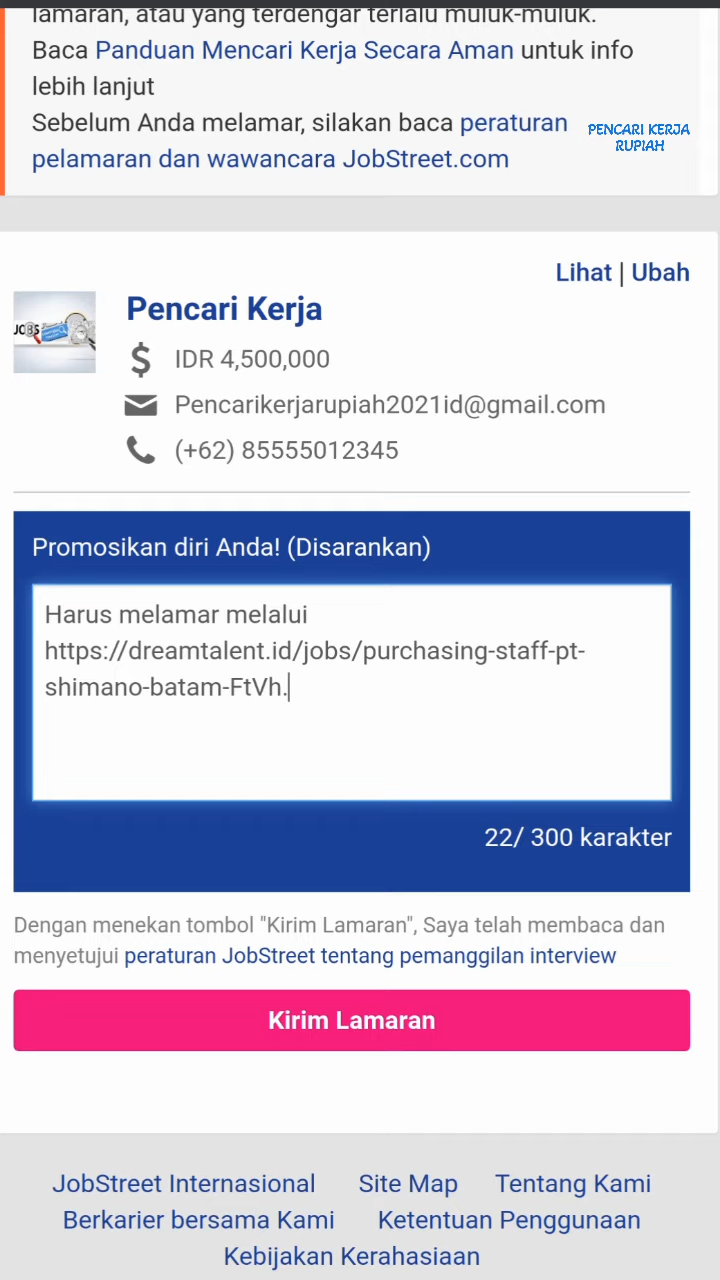 lamaran, atau yang terdengar terlalu muluk-muluk.
Baca Panduan Mencari Kerja Secara Aman untuk info
lebih lanjut
Sebelum Anda melamar, silakan baca peraturan
pelamaran dan wawancara JobStreet.com
PENCARI KERJA
RUPIAH
Lihat | Ubah
JOBS
Pencari Kerja
IDR 4,500,000
Pencarikerjarupiah2021id@gmail.com
(+62) 85555012345
Promosikan diri Anda! (Disarankan)
Harus melamar melalui
https://dreamtalent.id/jobs/purchasing-staff-pt-
shimano-batam-FtVh.
22/ 300 karakter
Dengan menekan tombol "Kirim Lamaran", Saya telah membaca dan
menyetujui peraturan JobStreet tentang pemanggilan interview
Kirim Lamaran
JobStreet Internasional Site Map Tentang Kami
Berkarier bersama Kami Ketentuan Penggunaan
Kebijakan Kerahasiaan